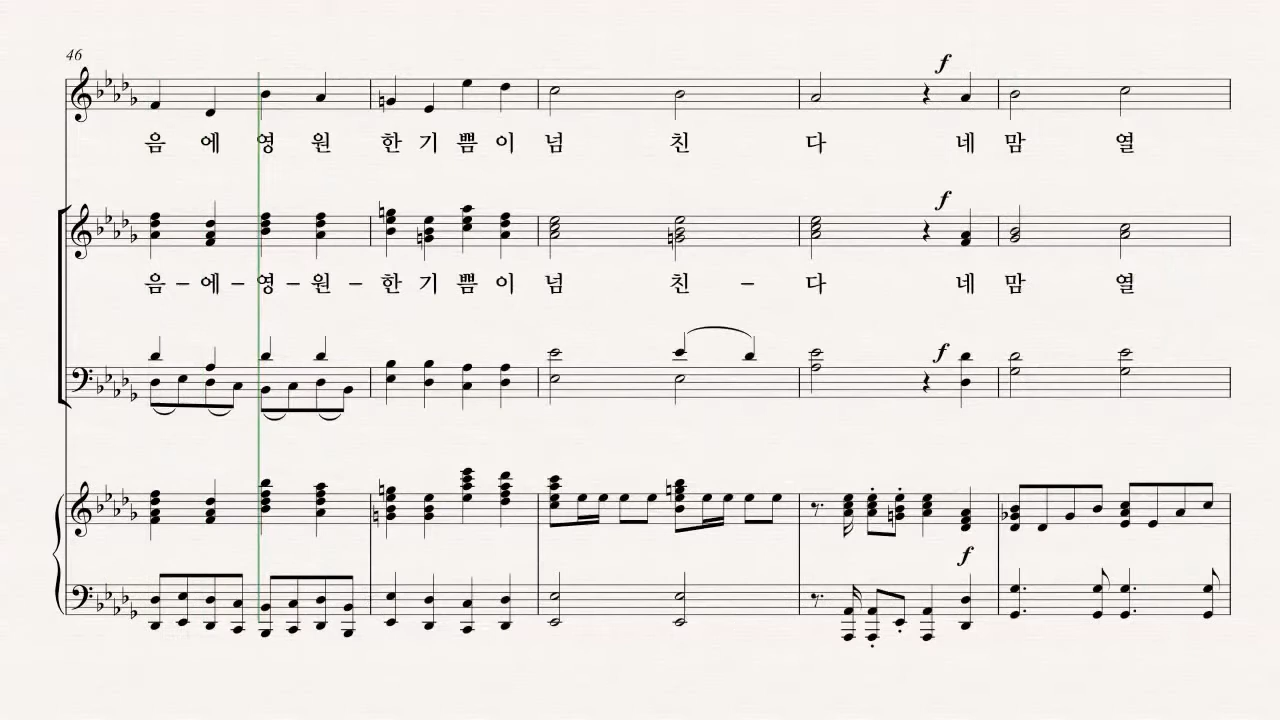 46
f
음 에 영 원 한 기 쁨 이 넘 친 다 네 맘 열
f
음 – 에 – 영 – 원 – 한 기 쁨 이 넘 친 – 다 네 맘 열
f
f